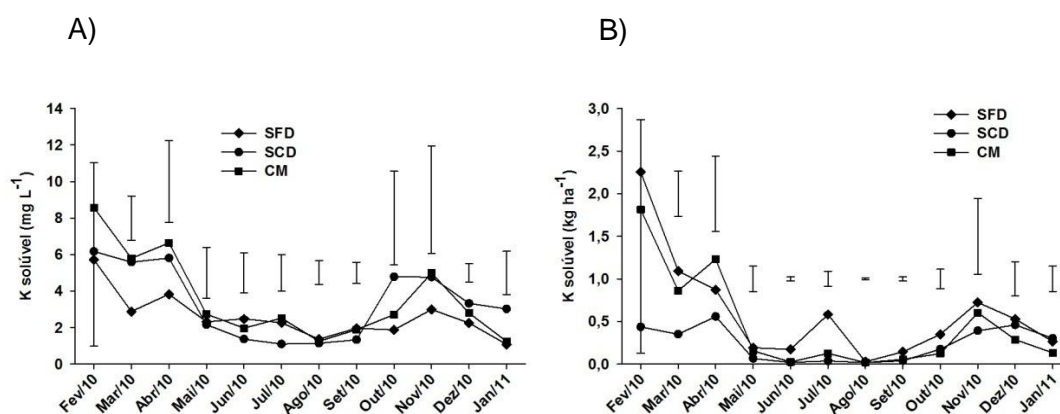 A)
B)
14
12
10
8
6
4
2
0
K solúvel (mg L-1)
SFD
SCD
CM
Fev/10
Mar/10
Abr/10
Mai/10
Jun/10
Jul/10
Ago/10
Set/10
Out/10
Nov/10
Dez/10
Jan/11
3,0
2,5
2,0
1,5
1,0
0,5
0,0
K solúvel (kg ha-1)
SFD
SCD
CM
Fev/10
Mar/10
Abr/10
Mai/10
Jun/10
Jul/10
Ago/10
Set/10
Out/10
Nov/10
Dez/10
Jan/11